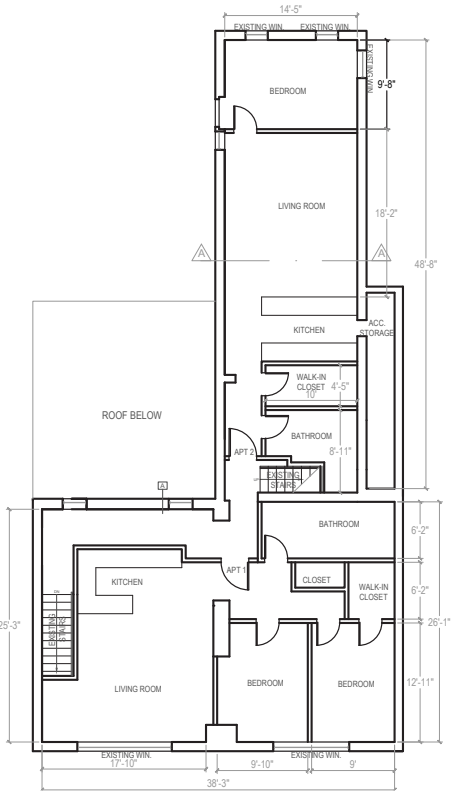 14'-5"
EXISTING WIN.
EXISTING WIN.
EXISTING WIN
9'-8"
BEDROOM
LIVING ROOM
18'-2"
A
A
48'-8"
KITCHEN
ACC.
STORAGE
WALK-IN
CLOSET
4'-5"
10'
ROOF BELOW
BATHROOM
8'-11"
APT 2
EXISTING
STAIRS
A
BATHROOM
6'-2"
APT 1
KITCHEN
CLOSET
WALK-IN
CLOSET
6'-2"
EXISTING
STAIRS
25'-3"
26'-1"
LIVING ROOM
BEDROOM
BEDROOM
12'-11"
EXISTING WIN.
EXISTING WIN.
17'-10"
9'-10"
9'
38'-3"